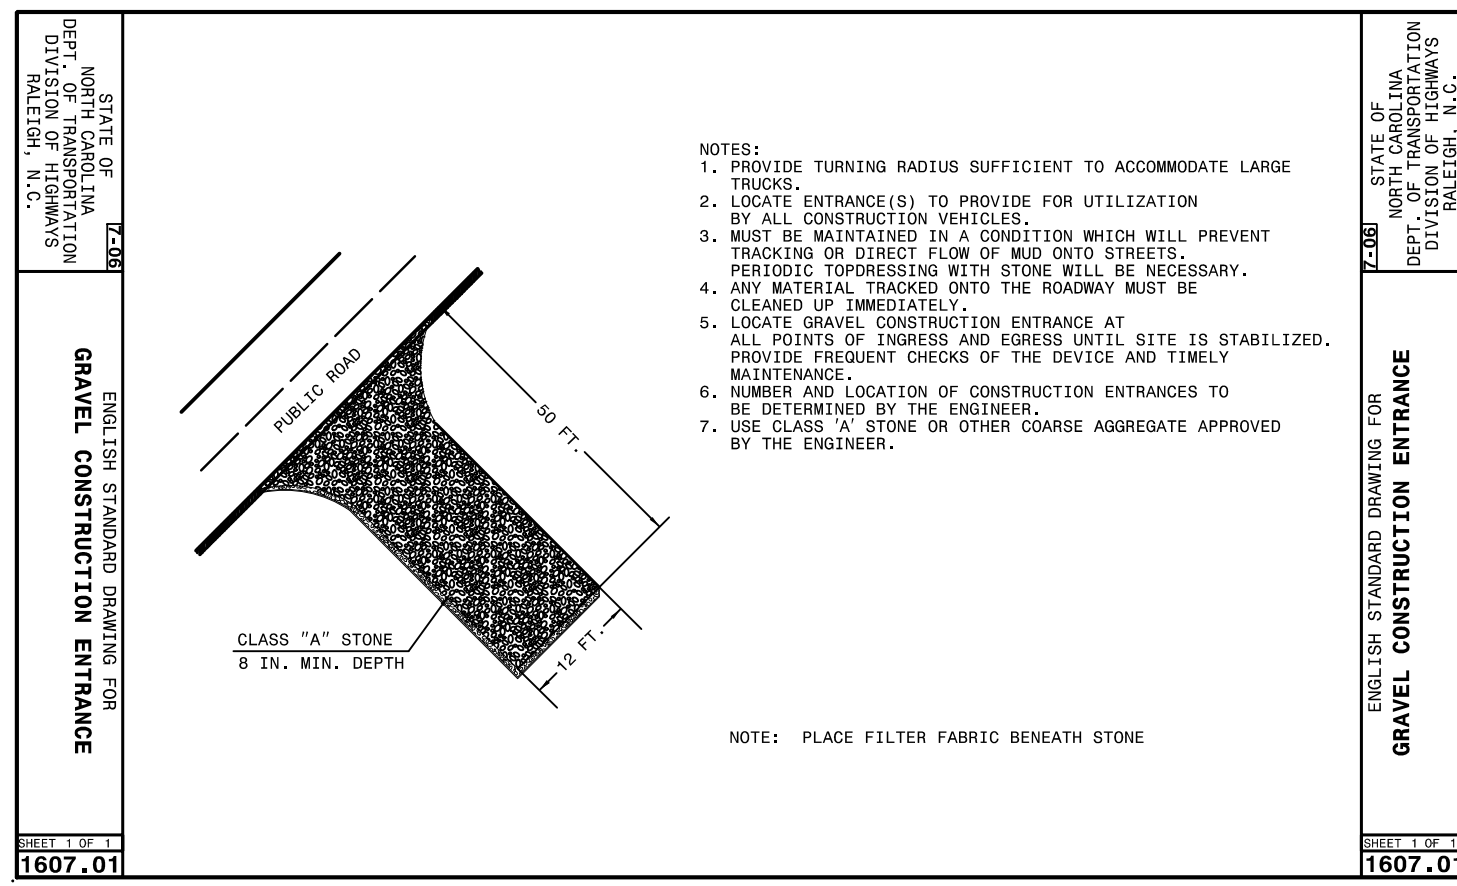 STATE OF
NORTH CAROLINA
DEPT. OF TRANSPORTATION
DIVISION OF HIGHWAYS
RALEIGH, N.C.
7-06
ENGLISH STANDARD DRAWING FOR
GRAVEL CONSTRUCTION ENTRANCE
SHEET 1 OF 1
1607.01
PUBLIC ROAD
50 FT.
12 FT.
CLASS "A" STONE
8 IN. MIN. DEPTH
NOTES:
1. PROVIDE TURNING RADIUS SUFFICIENT TO ACCOMMODATE LARGE
TRUCKS.
2. LOCATE ENTRANCE(S) TO PROVIDE FOR UTILIZATION
BY ALL CONSTRUCTION VEHICLES.
3. MUST BE MAINTAINED IN A CONDITION WHICH WILL PREVENT
TRACKING OR DIRECT FLOW OF MUD ONTO STREETS.
PERIODIC TOPDRESSING WITH STONE WILL BE NECESSARY.
4. ANY MATERIAL TRACKED ONTO THE ROADWAY MUST BE
CLEANED UP IMMEDIATELY.
5. LOCATE GRAVEL CONSTRUCTION ENTRANCE AT
ALL POINTS OF INGRESS AND EGRESS UNTIL SITE IS STABILIZED.
PROVIDE FREQUENT CHECKS OF THE DEVICE AND TIMELY
MAINTENANCE.
6. NUMBER AND LOCATION OF CONSTRUCTION ENTRANCES TO
BE DETERMINED BY THE ENGINEER.
7. USE CLASS 'A' STONE OR OTHER COARSE AGGREGATE APPROVED
BY THE ENGINEER.
NOTE: PLACE FILTER FABRIC BENEATH STONE
STATE OF
NORTH CAROLINA
DEPT. OF TRANSPORTATION
DIVISION OF HIGHWAYS
RALEIGH, N.C.
7-06
ENGLISH STANDARD DRAWING FOR
GRAVEL CONSTRUCTION ENTRANCE
SHEET 1 OF 1
1607.01